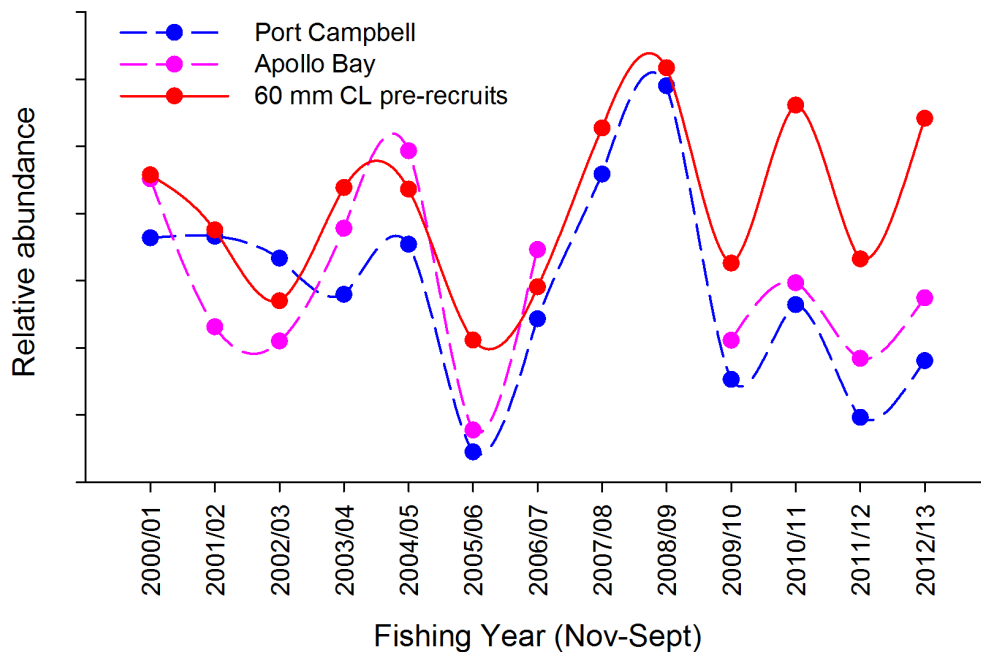 Port Campbell
Apollo Bay
60 mm CL pre-recruits
Relative abundance
2000/01
2001/02
2002/03
2003/04
2004/05
2005/06
2006/07
2007/08
2008/09
2009/10
2010/11
2011/12
2012/13
Fishing Year (Nov-Sept)